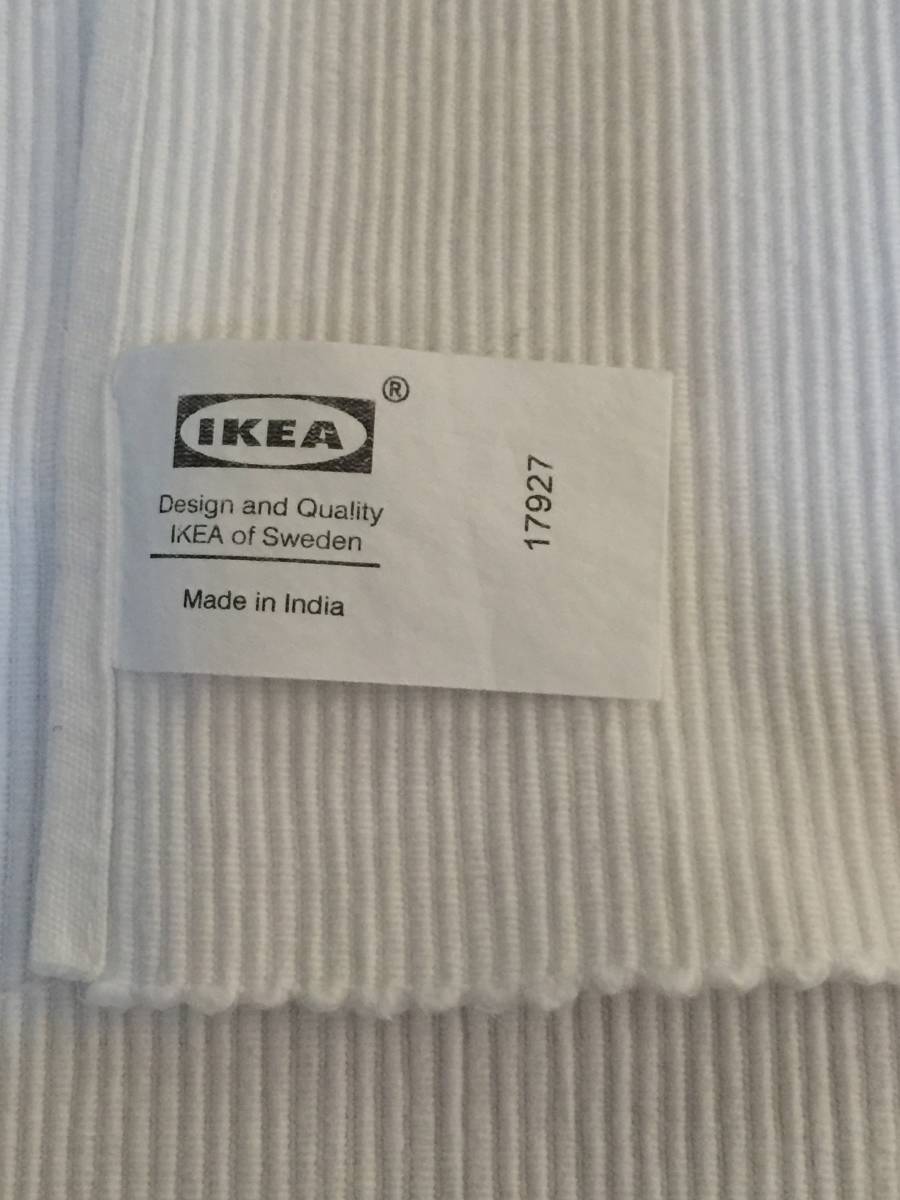 IKEA®
Design and Quality
IKEA of Sweden
Made in India
17927